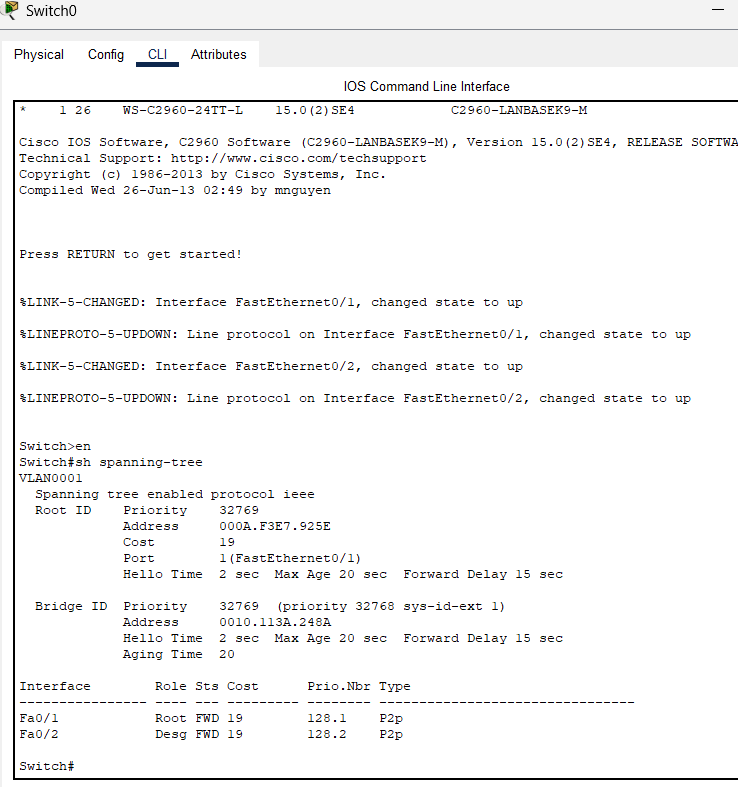 Switch0
Physical Config CLI Attributes
IOS Command Line Interface
* 1 26 WS-C2960-24TT-L 15.0(2)SE4 C2960-LANBASEK9-M
Cisco IOS Software, C2960 Software (C2960-LANBASEK9-M), Version 15.0(2)SE4, RELEASE SOFTWA
Technical Support: http://www.cisco.com/techsupport
Copyright (c) 1986-2013 by Cisco Systems, Inc.
Compiled Wed 26-Jun-13 02:49 by mnguyen
Press RETURN to get started!
%LINK-5-CHANGED: Interface FastEthernet0/1, changed state to up
%LINEPROTO-5-UPDOWN: Line protocol on Interface FastEthernet0/1, changed state to up
%LINK-5-CHANGED: Interface FastEthernet0/2, changed state to up
%LINEPROTO-5-UPDOWN: Line protocol on Interface FastEthernet0/2, changed state to up
Switch>en
Switch#sh spanning-tree
VLAN0001
Spanning tree enabled protocol ieee
Root ID Priority 32769
Address 000A.F3E7.925E
Cost 19
Port 1(FastEthernet0/1)
Hello Time 2 sec Max Age 20 sec Forward Delay 15 sec
Bridge ID Priority 32769 (priority 32768 sys-id-ext 1)
Address 0010.113A.248A
Hello Time 2 sec Max Age 20 sec Forward Delay 15 sec
Aging Time 20
Interface Role Sts Cost Prio.Nbr Type
---------------- ---- --- --------- -------- --------------------------------
Fa0/1 Root FWD 19 128.1 P2p
Fa0/2 Desg FWD 19 128.2 P2p
Switch#